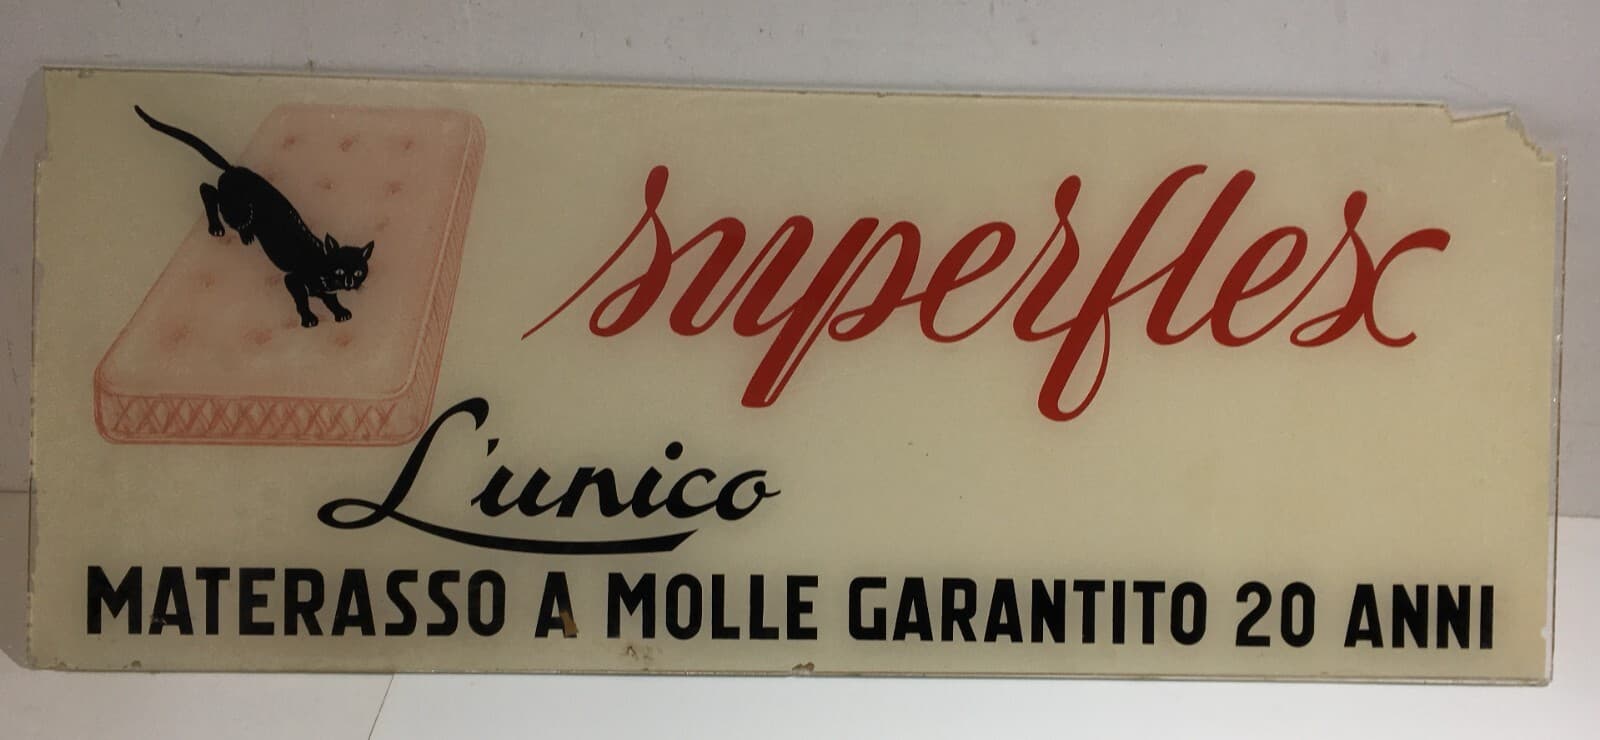 superflex
L'unico
MATERASSO A MOLLE GARANTITO 20 ANNI